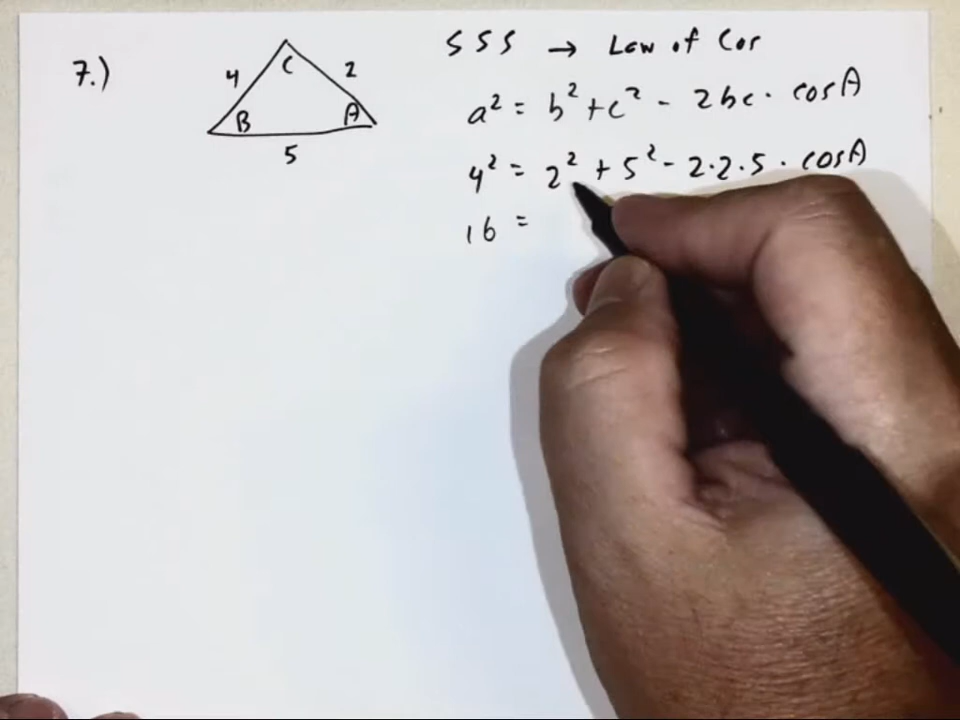 7.)
4
C
2
B
A
5
SSS → Law of Cos
a² = b² + c² - 2bc · cosA
4² = 2² + 5² - 2·2·5 · cosA
16 =